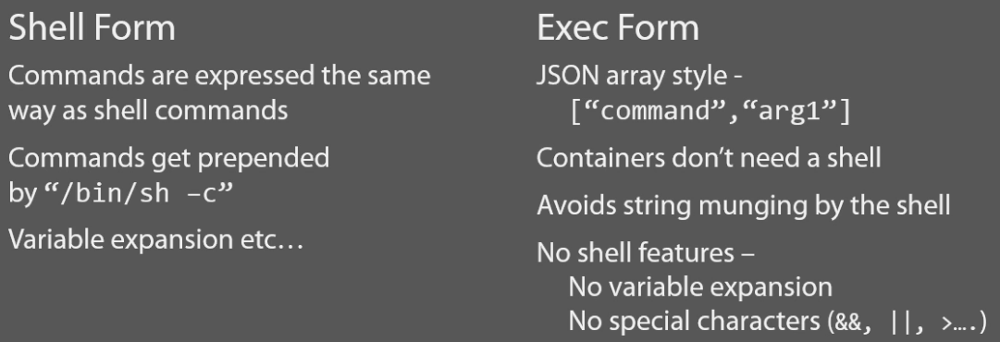 Shell Form
Commands are expressed the same
way as shell commands
Commands get prepended
by “/bin/sh –c”
Variable expansion etc…
Exec Form
JSON array style -
[“command”,“arg1”]
Containers don’t need a shell
Avoids string munging by the shell
No shell features –
No variable expansion
No special characters (&&, ||, >….)